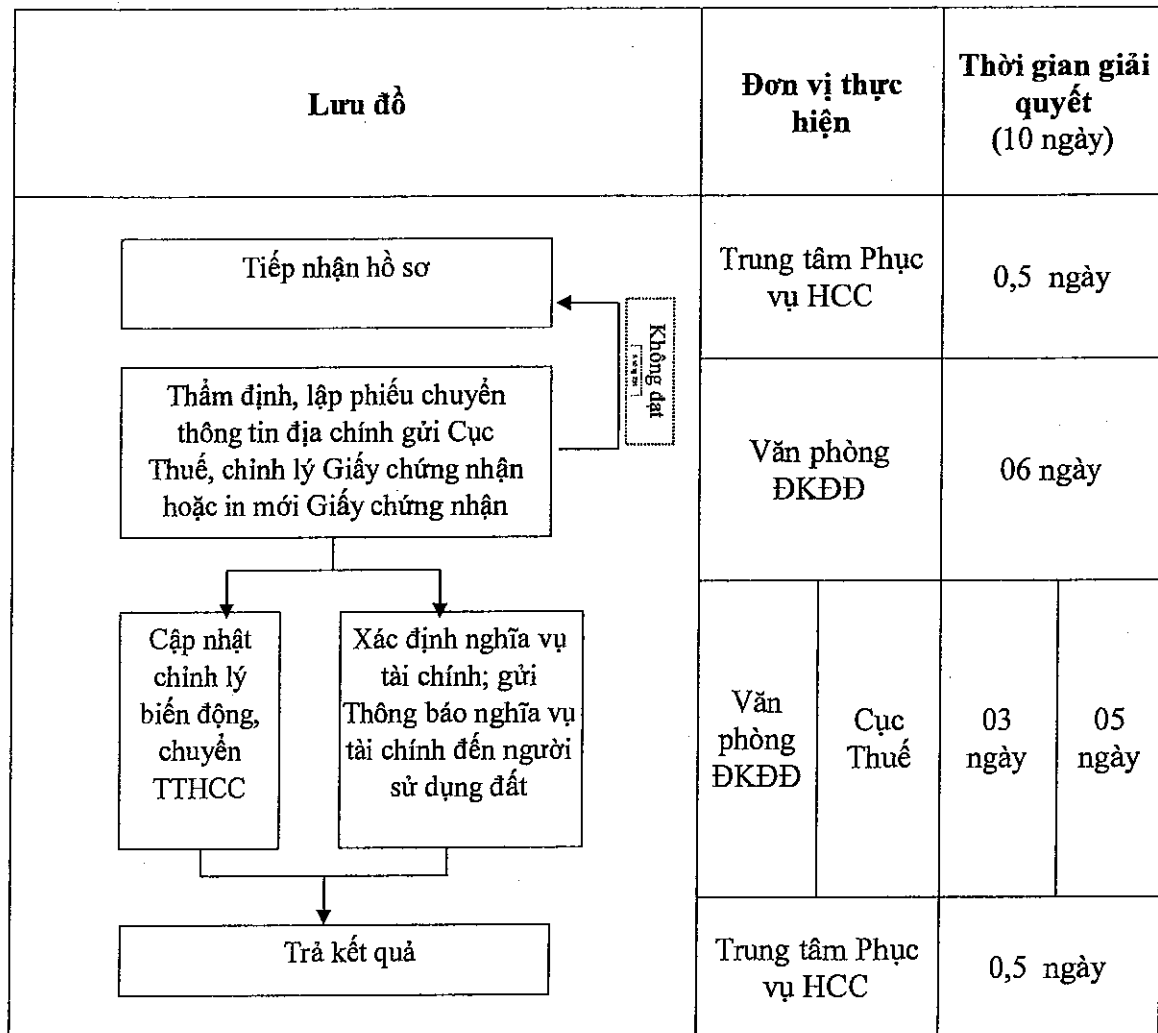 Lưu đồ
Đơn vị thực
hiện
Thời gian giải
quyết
(10 ngày)
Tiếp nhận hồ sơ
Trung tâm Phục
vụ HCC
0,5 ngày
Không đạt
Thẩm định, lập phiếu chuyển
thông tin địa chính gửi Cục
Thuế, chỉnh lý Giấy chứng nhận
hoặc in mới Giấy chứng nhận
Văn phòng
ĐKĐĐ
06 ngày
Cập nhật
chỉnh lý
biến động,
chuyển
TTHCC
Xác định nghĩa vụ
tài chính; gửi
Thông báo nghĩa vụ
tài chính đến người
sử dụng đất
Văn
phòng
ĐKĐĐ
Cục
Thuế
03
ngày
05
ngày
Trả kết quả
Trung tâm Phục
vụ HCC
0,5 ngày